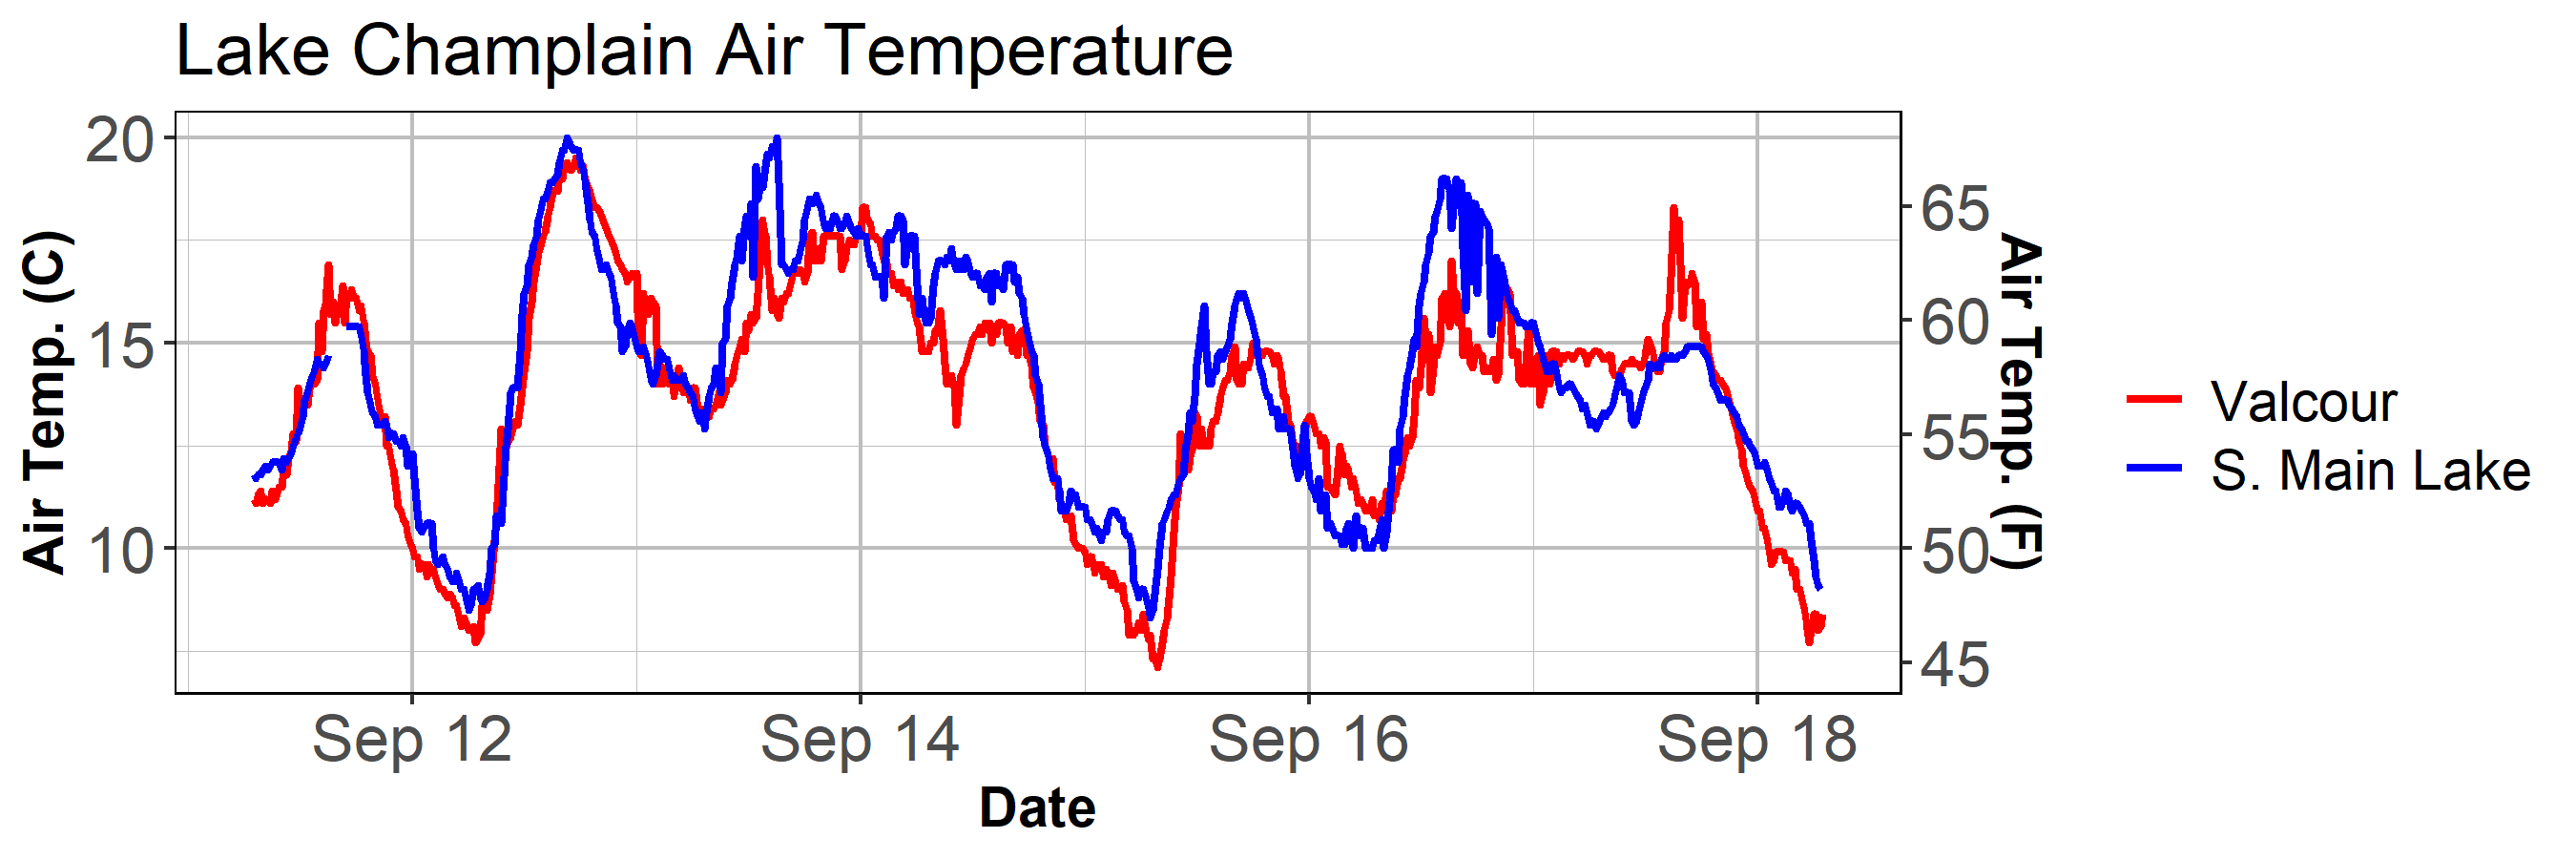 Lake Champlain Air Temperature
20
15
10
Air Temp. (C)
65
60
55
50
45
Air Temp. (F)
Sep 12
Sep 14
Sep 16
Sep 18
Date
Valcour
S. Main Lake